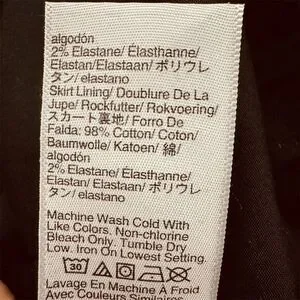 algodón
2% Elastane/ Élasthanne/
Elastan/Elastaan/ ポリウレ
タン/ elastano
Skirt Lining/ Doublure De La
Jupe/ Rockfutter/ Rokvoering/
スカート裏地/ Forro De
Falda: 98% Cotton/ Coton/
Baumwolle/ Katoen/ 綿/
algodón
2% Elastane/ Élasthanne/
Elastan/ Elastaan/ ポリウレ
タン/ elastano
Machine Wash Cold With
Like Colors. Non-chlorine
Bleach Only. Tumble Dry
Low. Iron On Lowest Setting.
30
Lavage En Machine À Froid
Avec Couleurs Similaires